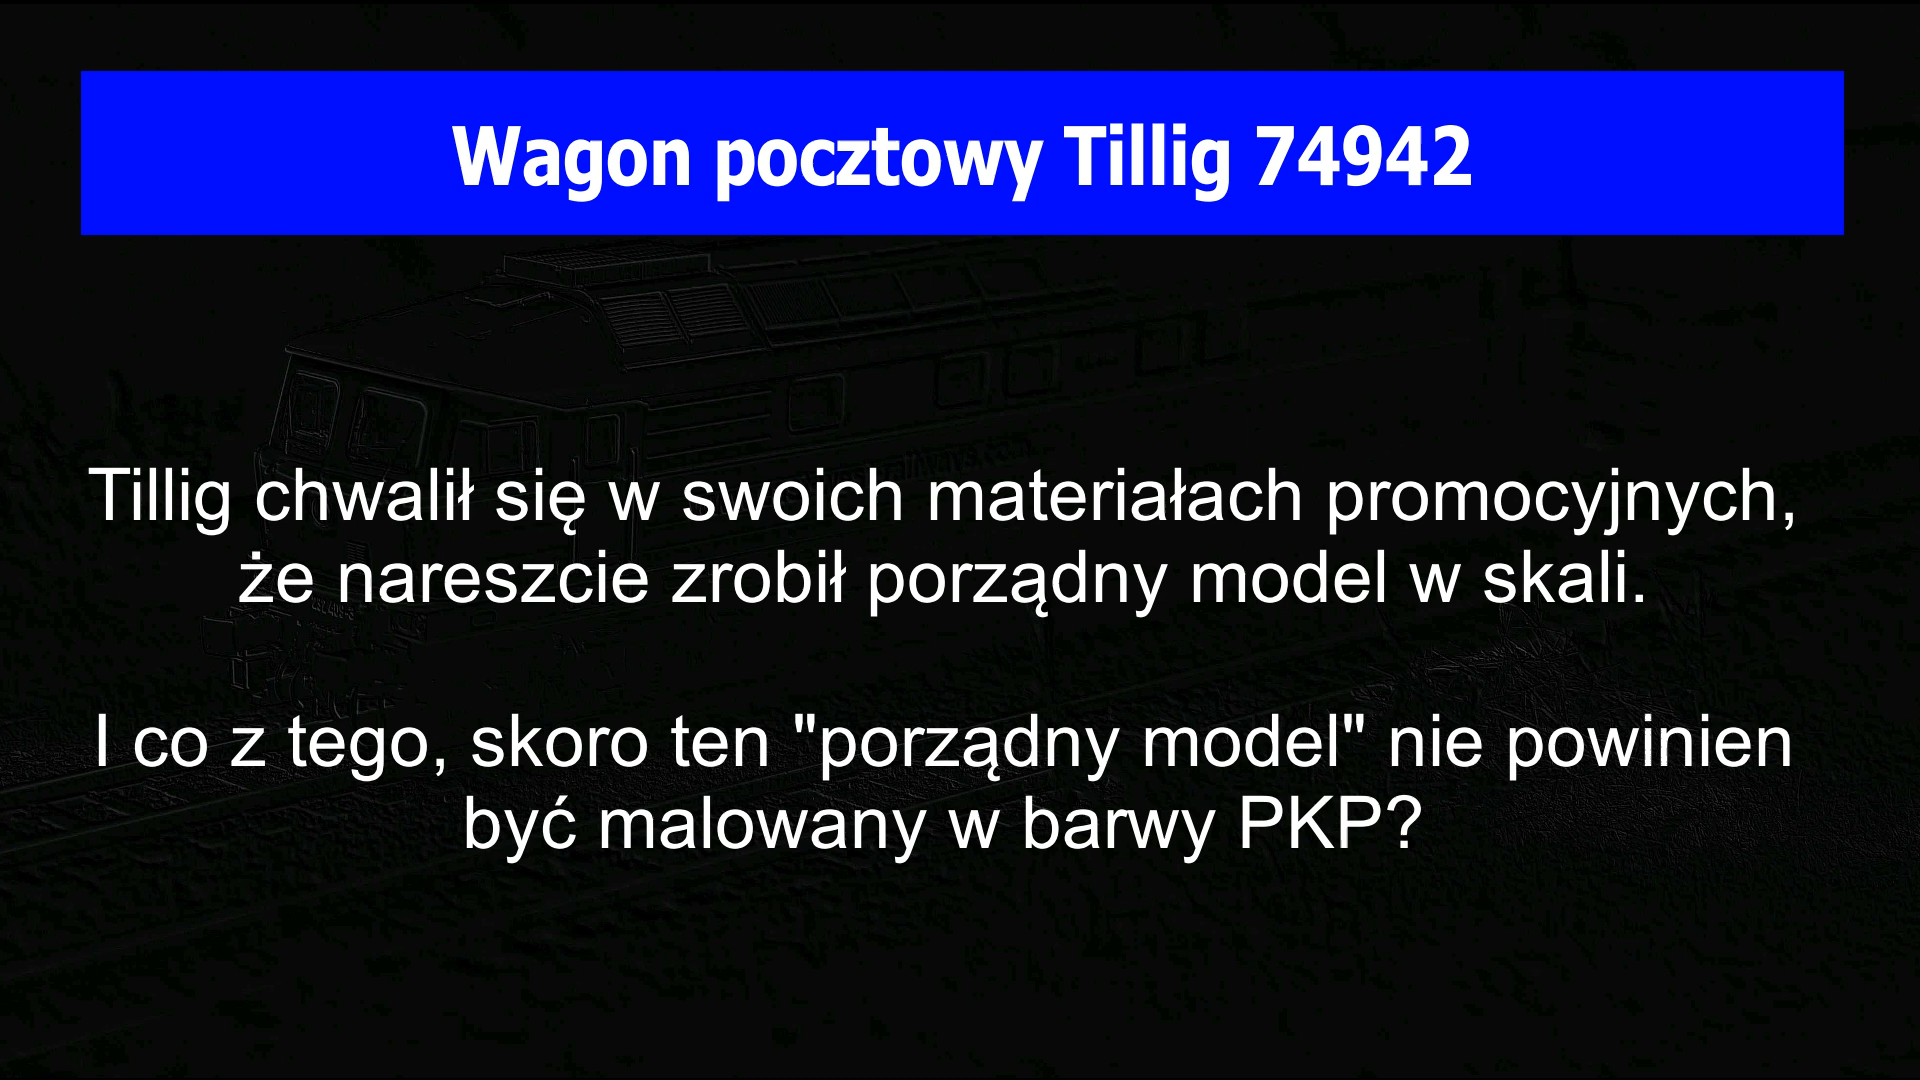 Wagon pocztowy Tillig 74942
Tillig chwalił się w swoich materiałach promocyjnych,
że nareszcie zrobił porządny model w skali.
I co z tego, skoro ten "porządny model" nie powinien
być malowany w barwy PKP?